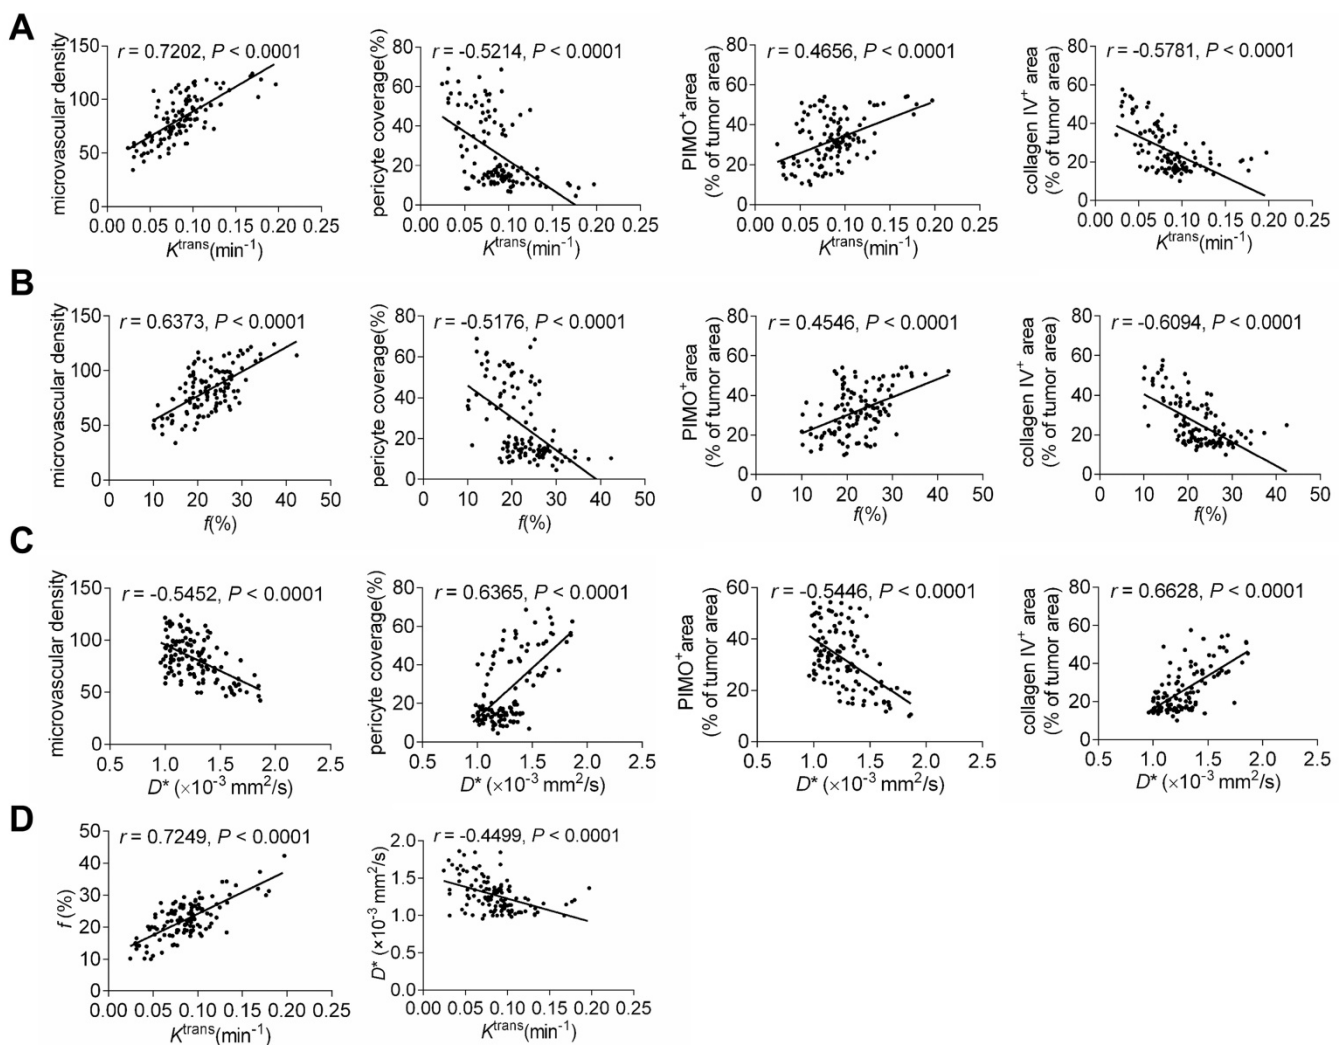 A
microvascular density
150
100
50
0
r = 0.7202, P < 0.0001
0.00 0.05 0.10 0.15 0.20 0.25
Ktrans(min-1)
pericyte coverage(%)
80
60
40
20
0
r = -0.5214, P < 0.0001
0.00 0.05 0.10 0.15 0.20 0.25
Ktrans(min-1)
PIMO+ area
(% of tumor area)
80
60
40
20
0
r = 0.4656, P < 0.0001
0.00 0.05 0.10 0.15 0.20 0.25
Ktrans(min-1)
collagen IV+ area
(% of tumor area)
80
60
40
20
0
r = -0.5781, P < 0.0001
0.00 0.05 0.10 0.15 0.20 0.25
Ktrans(min-1)
B
microvascular density
150
100
50
0
r = 0.6373, P < 0.0001
0 10 20 30 40 50
f(%)
pericyte coverage(%)
80
60
40
20
0
r = -0.5176, P < 0.0001
0 10 20 30 40 50
f(%)
PIMO+ area
(% of tumor area)
80
60
40
20
0
r = 0.4546, P < 0.0001
0 10 20 30 40 50
f(%)
collagen IV+ area
(% of tumor area)
80
60
40
20
0
r = -0.6094, P < 0.0001
0 10 20 30 40 50
f(%)
C
microvascular density
150
100
50
0
r = -0.5452, P < 0.0001
0.5 1.0 1.5 2.0 2.5
D* (×10-3 mm2/s)
pericyte coverage(%)
80
60
40
20
0
r = 0.6365, P < 0.0001
0.5 1.0 1.5 2.0 2.5
D* (×10-3 mm2/s)
PIMO+ area
(% of tumor area)
60
40
20
0
r = -0.5446, P < 0.0001
0.5 1.0 1.5 2.0 2.5
D* (×10-3 mm2/s)
collagen IV+ area
(% of tumor area)
80
60
40
20
0
r = 0.6628, P < 0.0001
0.5 1.0 1.5 2.0 2.5
D* (×10-3 mm2/s)
D
f (%)
50
40
30
20
10
0
r = 0.7249, P < 0.0001
0.00 0.05 0.10 0.15 0.20 0.25
Ktrans(min-1)
D* (×10-3 mm2/s)
2.0
1.5
1.0
0.5
0.0
r = -0.4499, P < 0.0001
0.00 0.05 0.10 0.15 0.20 0.25
Ktrans(min-1)